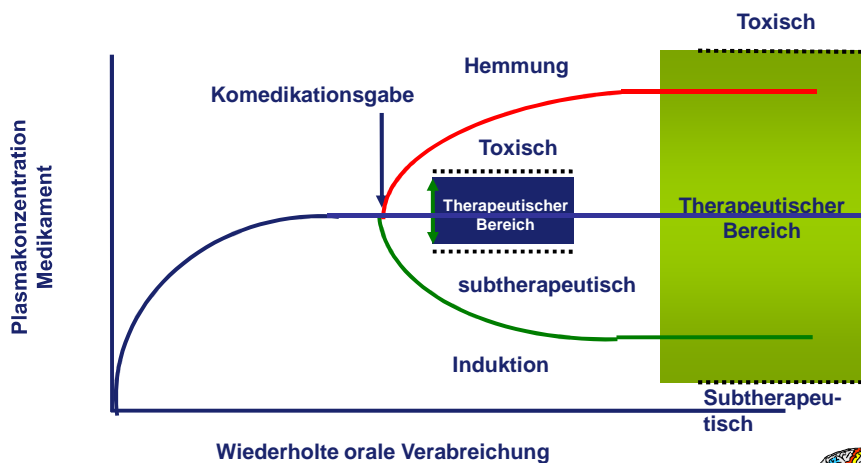 Toxisch
Hemmung
Komedikationsgabe
Toxisch
Therapeutischer
Bereich
Therapeutischer
Bereich
Plasmakonzentration
Medikament
subtherapeutisch
Induktion
Subtherapeu-
tisch
Wiederholte orale Verabreichung